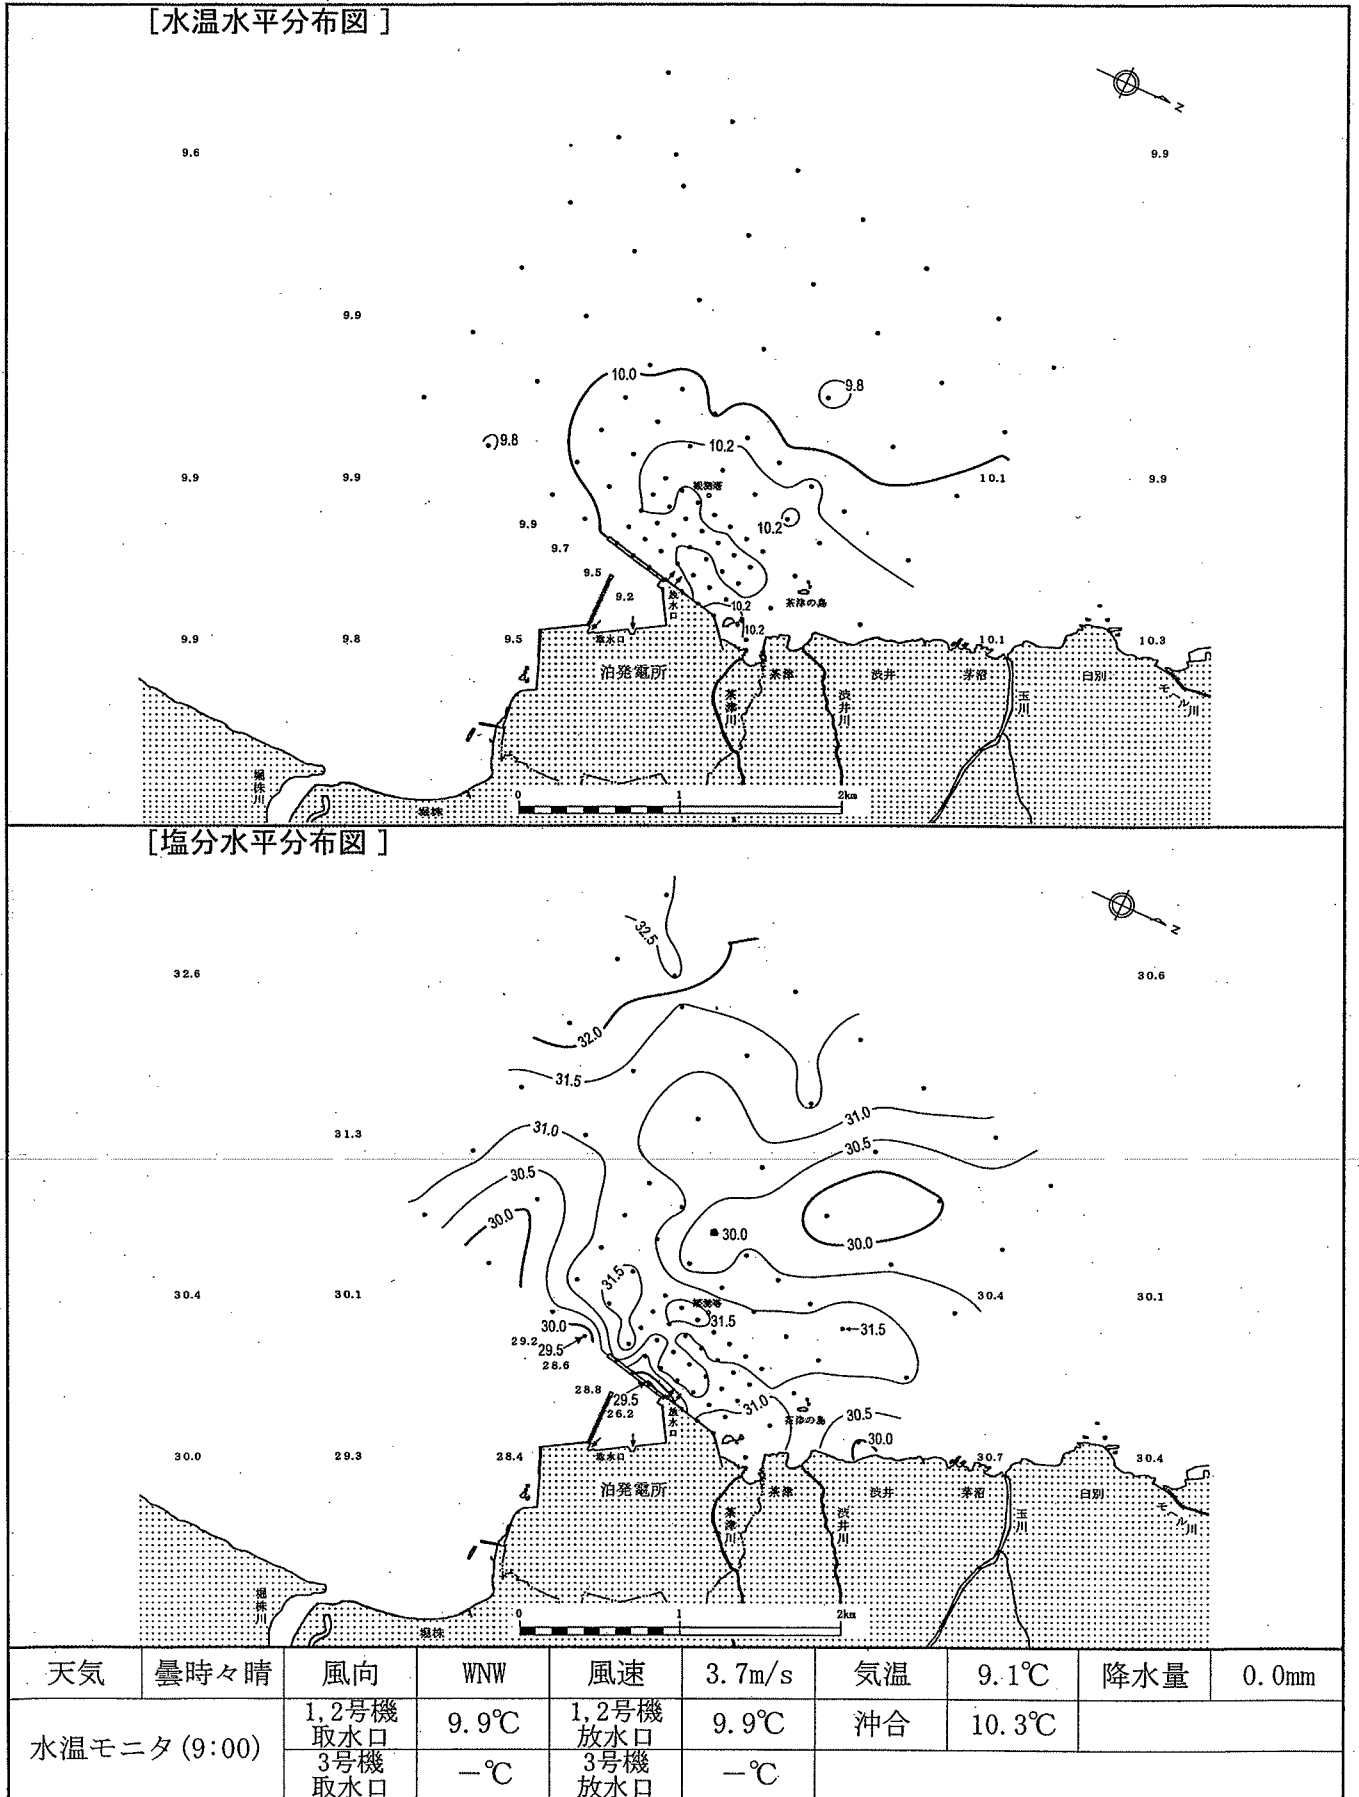 [水温水平分布図]
N
9.6
9.9
9.9
10.0
9.8
9.8
10.2
9.9
9.9
観測塔
10.1
9.9
10.2
9.9
9.7
9.5
9.2
放水口
10.2
茶津の島
9.9
9.8
9.5
取水口
10.2
10.1
10.3
泊発電所
茶津
渋井
茅沼
臼別
茶津川
渋井川
玉川
モヘル川
堀株川
堀株
0 1 2km
[塩分水平分布図]
N
32.5
32.6
30.6
32.0
31.5
31.0
31.0
31.3
30.5
30.5
30.0
30.0
30.0
31.5
30.4
30.1
観測塔
30.4
30.1
31.5
30.0
31.5
29.2
29.5
28.6
28.8
29.5
26.2
放水口
31.0
茶津の島
30.5
30.0
30.0
29.3
28.4
取水口
30.7
30.4
泊発電所
茶津
渋井
茅沼
臼別
茶津川
渋井川
玉川
モヘル川
堀株川
堀株
0 1 2km
天気 曇時々晴 風向 WNW 風速 3.7m/s 気温 9.1℃ 降水量 0.0mm
水温モニタ(9:00) 1,2号機取水口 9.9℃ 1,2号機放水口 9.9℃ 沖合 10.3℃
3号機取水口 －℃ 3号機放水口 －℃